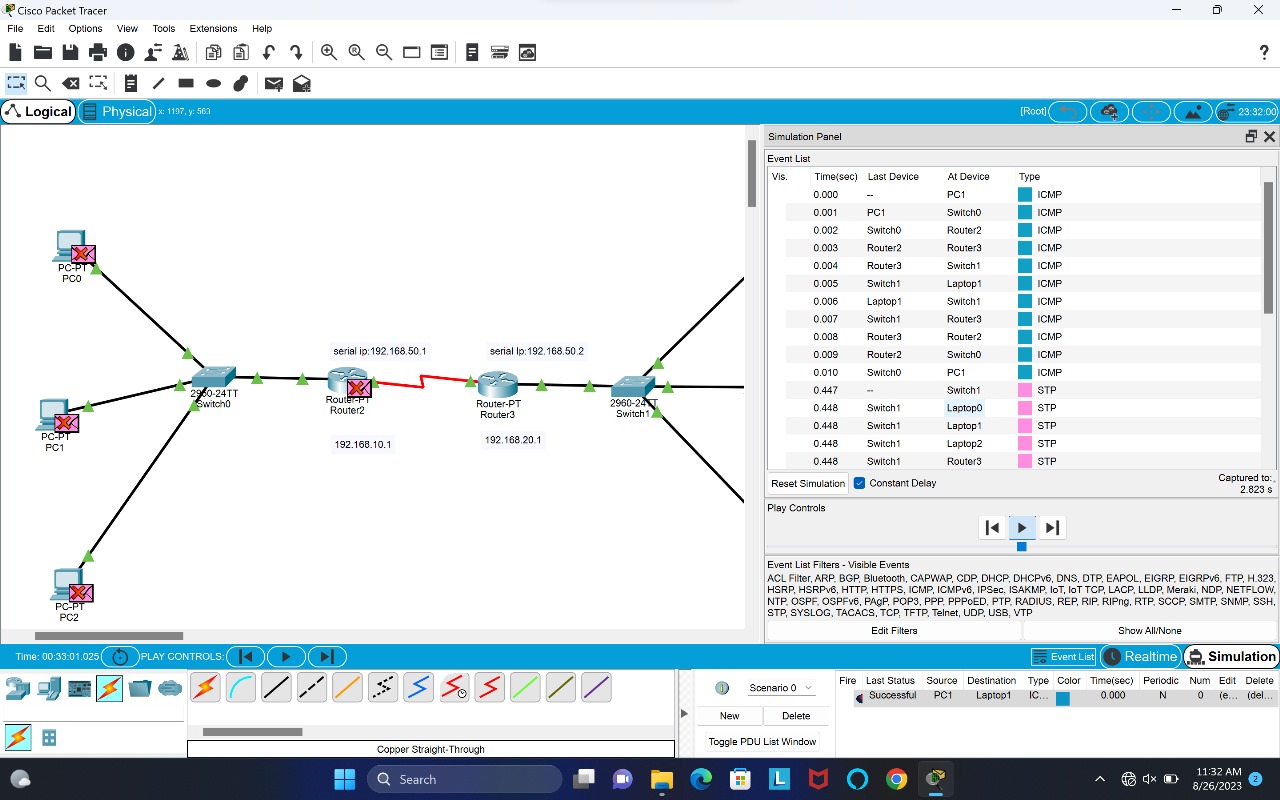 Cisco Packet Tracer
File Edit Options View Tools Extensions Help
?
Logical Physical x: 1197, y: 563 [Root] 23:32:00
Simulation Panel
Event List
Vis. Time(sec) Last Device At Device Type
0.000 -- PC1 ICMP
0.001 PC1 Switch0 ICMP
0.002 Switch0 Router2 ICMP
0.003 Router2 Router3 ICMP
0.004 Router3 Switch1 ICMP
0.005 Switch1 Laptop1 ICMP
0.006 Laptop1 Switch1 ICMP
0.007 Switch1 Router3 ICMP
0.008 Router3 Router2 ICMP
0.009 Router2 Switch0 ICMP
0.010 Switch0 PC1 ICMP
0.447 -- Switch1 STP
0.448 Switch1 Laptop0 STP
0.448 Switch1 Laptop1 STP
0.448 Switch1 Laptop2 STP
0.448 Switch1 Router3 STP
Reset Simulation Constant Delay
Captured to:
2.823 s
Play Controls
Event List Filters - Visible Events
ACL Filter, ARP, BGP, Bluetooth, CAPWAP, CDP, DHCP, DHCPv6, DNS, DTP, EAPOL, EIGRP, EIGRPv6, FTP, H.323,
HSRP, HSRPv6, HTTP, HTTPS, ICMP, ICMPv6, IPSec, ISAKMP, IoT, IoT TCP, LACP, LLDP, Meraki, NDP, NETFLOW,
NTP, OSPF, OSPFv6, PAgP, POP3, PPP, PPPoED, PTP, RADIUS, REP, RIP, RIPng, RTP, SCCP, SMTP, SNMP, SSH,
STP, SYSLOG, TACACS, TCP, TFTP, Telnet, UDP, USB, VTP
Edit Filters Show All/None
PC-PT
PC0
serial ip:192.168.50.1
serial Ip:192.168.50.2
2960-24TT
Switch0
Router-PT
Router2
Router-PT
Router3
2960-24TT
Switch1
PC-PT
PC1
192.168.10.1
192.168.20.1
PC-PT
PC2
Time: 00:33:01.025 PLAY CONTROLS: Event List Realtime Simulation
Scenario 0
New Delete
Toggle PDU List Window
Fire Last Status Source Destination Type Color Time(sec) Periodic Num Edit Delete
Successful PC1 Laptop1 IC... 0.000 N 0 (e... (del...
Copper Straight-Through
Search
L
11:32 AM
8/26/2023
2